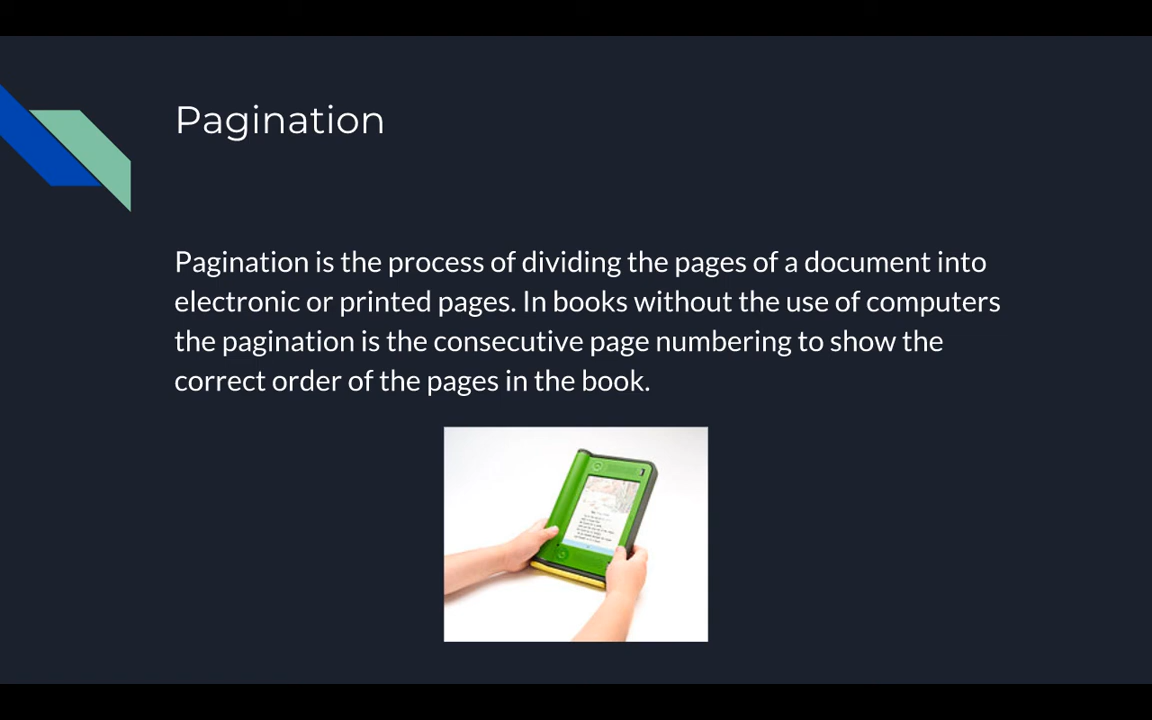 Pagination
Pagination is the process of dividing the pages of a document into
electronic or printed pages. In books without the use of computers
the pagination is the consecutive page numbering to show the
correct order of the pages in the book.